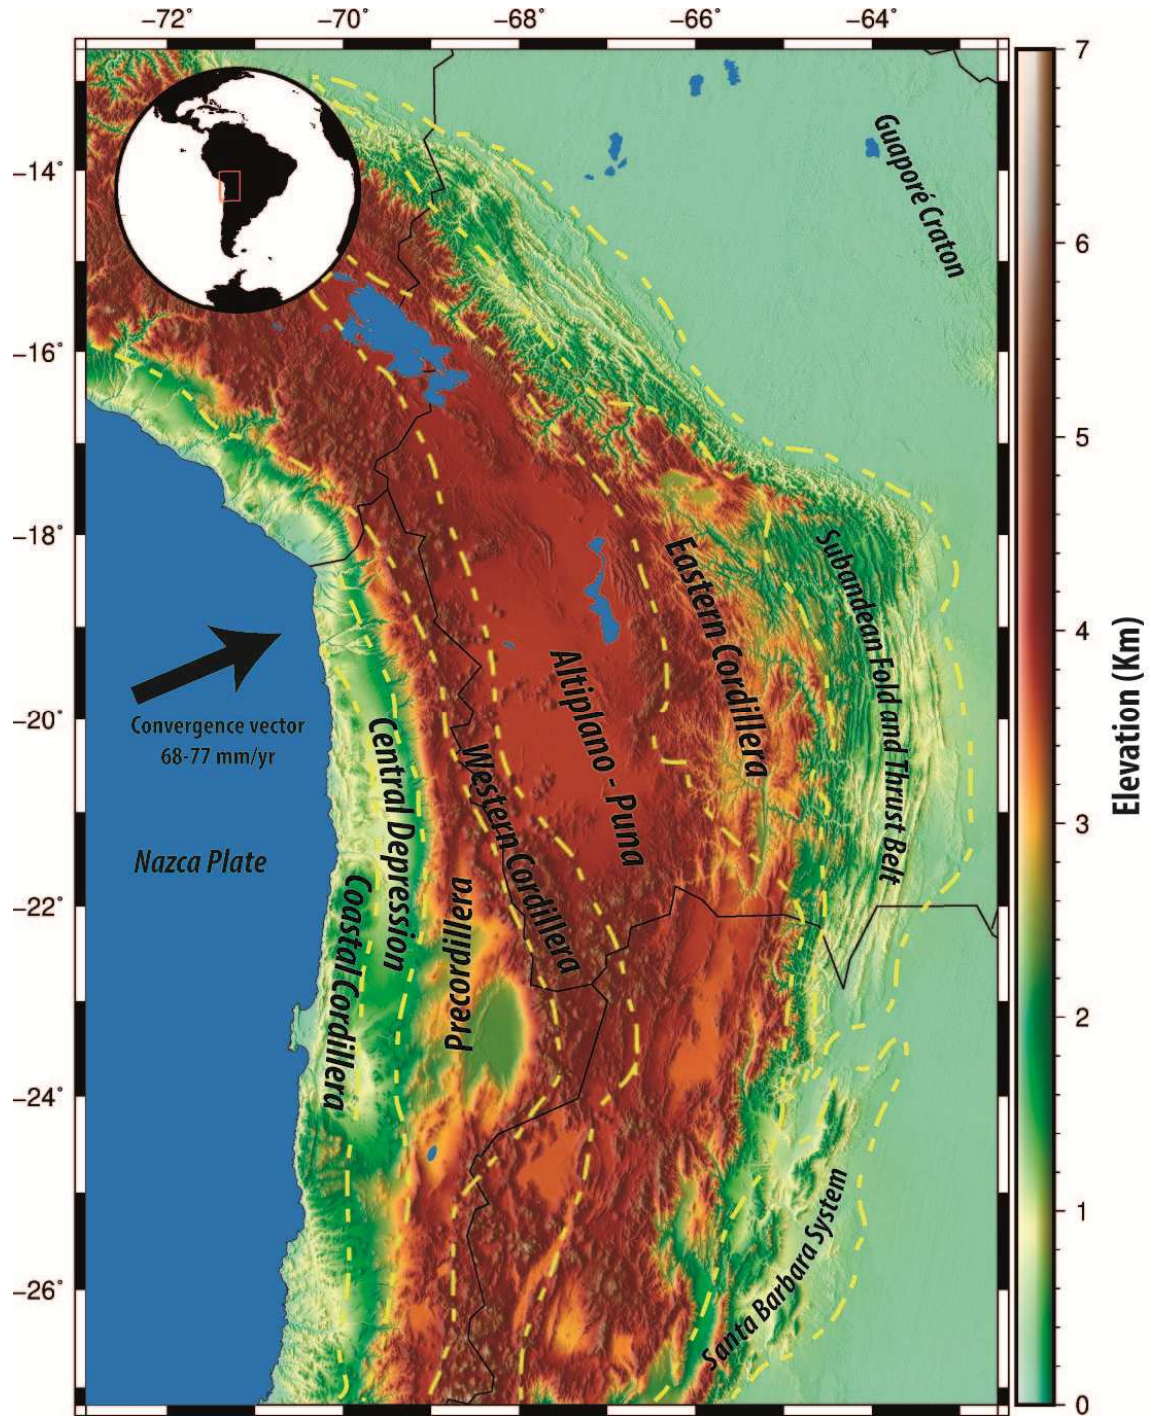 −72°
−70°
−68°
−66°
−64°
−14°
−16°
−18°
−20°
−22°
−24°
−26°
Guaporé Craton
Subandean Fold and Thrust Belt
Eastern Cordillera
Altiplano - Puna
Western Cordillera
Central Depression
Precordillera
Coastal Cordillera
Santa Barbara System
Convergence vector
68-77 mm/yr
Nazca Plate
7
6
5
4
3
2
1
0
Elevation (Km)